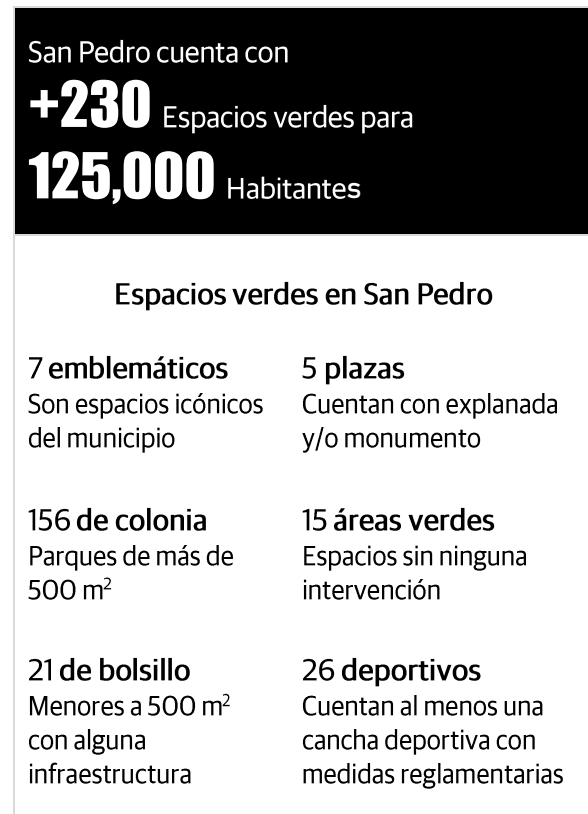 San Pedro cuenta con
+230 Espacios verdes para
125,000 Habitantes
Espacios verdes en San Pedro
7 emblemáticos
Son espacios icónicos
del municipio
5 plazas
Cuentan con explanada
y/o monumento
156 de colonia
Parques de más de
500 m²
15 áreas verdes
Espacios sin ninguna
intervención
21 de bolsillo
Menores a 500 m²
con alguna
infraestructura
26 deportivos
Cuentan al menos una
cancha deportiva con
medidas reglamentarias